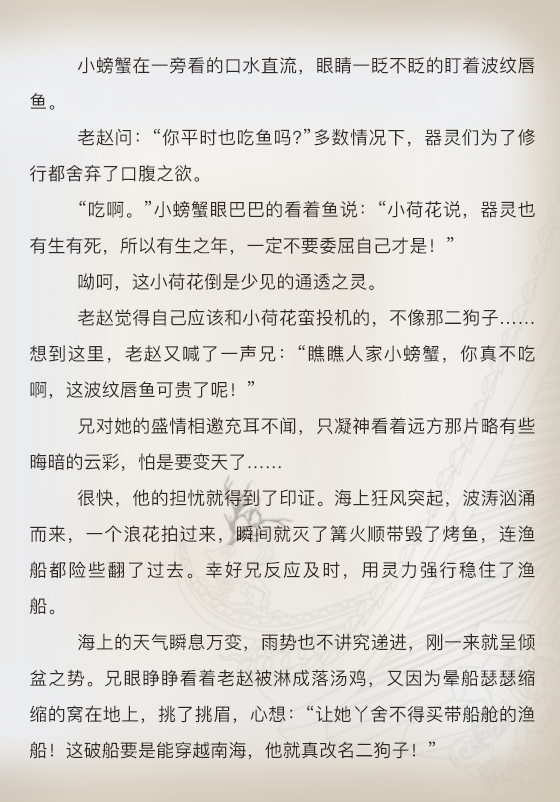 小螃蟹在一旁看的口水直流，眼睛一眨不眨的盯着波纹唇
鱼。
老赵问：“你平时也吃鱼吗？”多数情况下，器灵们为了修
行都舍弃了口腹之欲。
“吃啊。”小螃蟹眼巴巴的看着鱼说：“小荷花说，器灵也
有生有死，所以有生之年，一定不要委屈自己才是！”
呦呵，这小荷花倒是少见的通透之灵。
老赵觉得自己应该和小荷花蛮投机的，不像那二狗子……
想到这里，老赵又喊了一声兄：“瞧瞧人家小螃蟹，你真不吃
啊，这波纹唇鱼可贵了呢！”
兄对她的盛情相邀充耳不闻，只凝神看着远方那片略有些
晦暗的云彩，怕是要变天了……
很快，他的担忧就得到了印证。海上狂风突起，波涛汹涌
而来，一个浪花拍过来，瞬间就灭了篝火顺带毁了烤鱼，连渔
船都险些翻了过去。幸好兄反应及时，用灵力强行稳住了渔
船。
海上的天气瞬息万变，雨势也不讲究递进，刚一来就呈倾
盆之势。兄眼睁睁看着老赵被淋成落汤鸡，又因为晕船瑟瑟缩
缩的窝在地上，挑了挑眉，心想：“让她丫舍不得买带船舱的渔
船！这破船要是能穿越南海，他就真改名二狗子！”